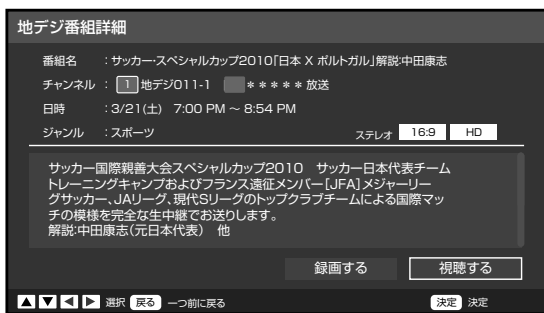 地デジ番組詳細
番組名 :サッカー・スペシャルカップ2010「日本 X ポルトガル」解説:中田康志
チャンネル : 1 地デジ011-1 ＊＊＊＊＊放送
日時 : 3/21(土) 7:00 PM ～ 8:54 PM
ジャンル :スポーツ ステレオ 16:9 HD
サッカー国際親善大会スペシャルカップ2010 サッカー日本代表チーム
トレーニングキャンプおよびフランス遠征メンバー[JFA]メジャーリー
グサッカー、JAリーグ、現代Sリーグのトップクラブチームによる国際マッ
チの模様を完全な生中継でお送りします。
解説:中田康志(元日本代表) 他
録画する 視聴する
▲ ▼ ◀ ▶ 選択 戻る 一つ前に戻る 決定 決定